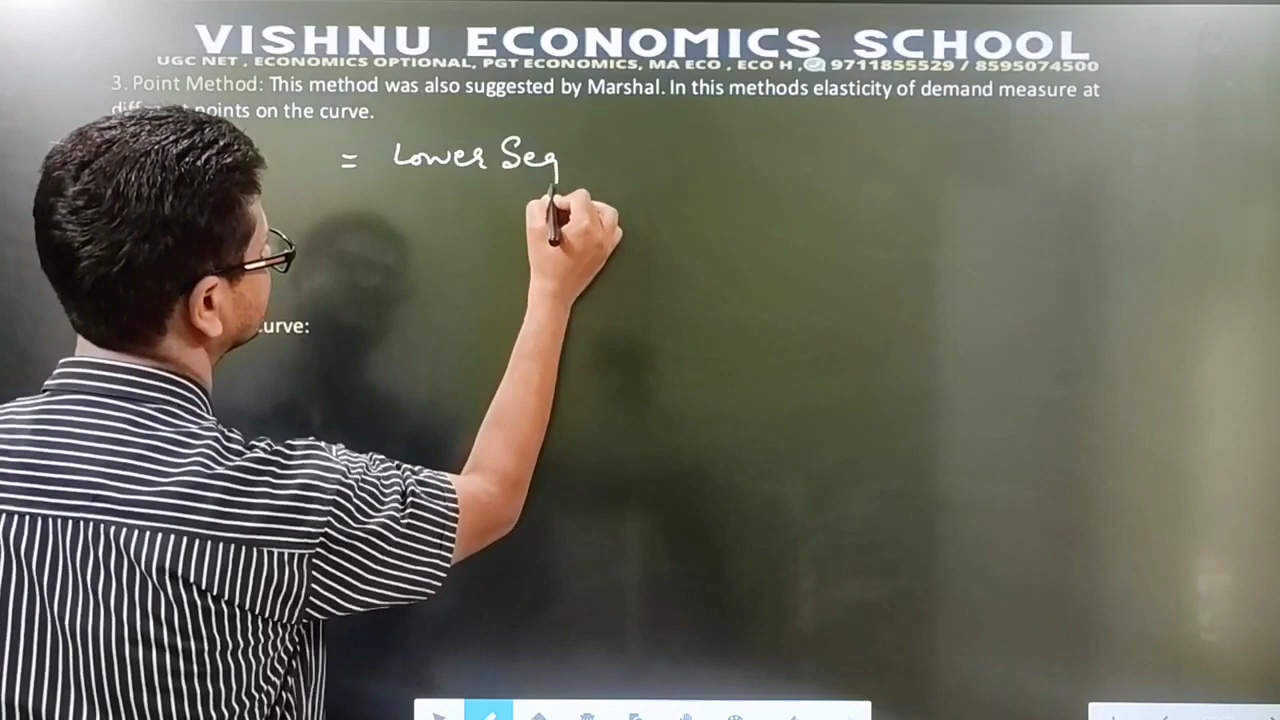 VISHNU ECONOMICS SCHOOL
UGC NET , ECONOMICS OPTIONAL, PGT ECONOMICS, MA ECO , ECO H , 9711855529 / 8595074500
3. Point Method: This method was also suggested by Marshal. In this methods elasticity of demand measure at
points on the curve.
= Lower Seg
curve: